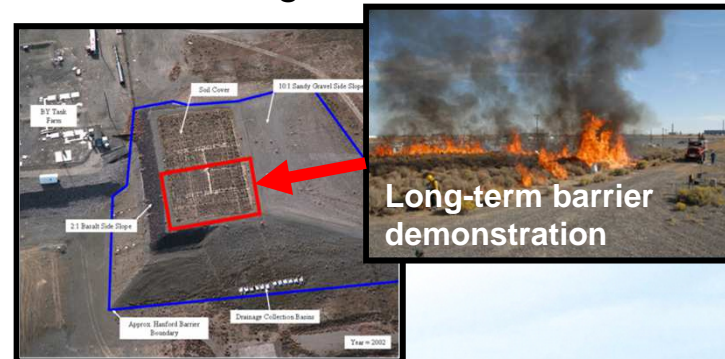 Soil Cover
10:1 Sandy Gravel Side Slope
BY Tank
Farm
2:1 Basalt Side Slope
Drainage Collection Basins
Approx. Hanford Barrier
Boundary
Year = 2002
Long-term barrier
demonstration